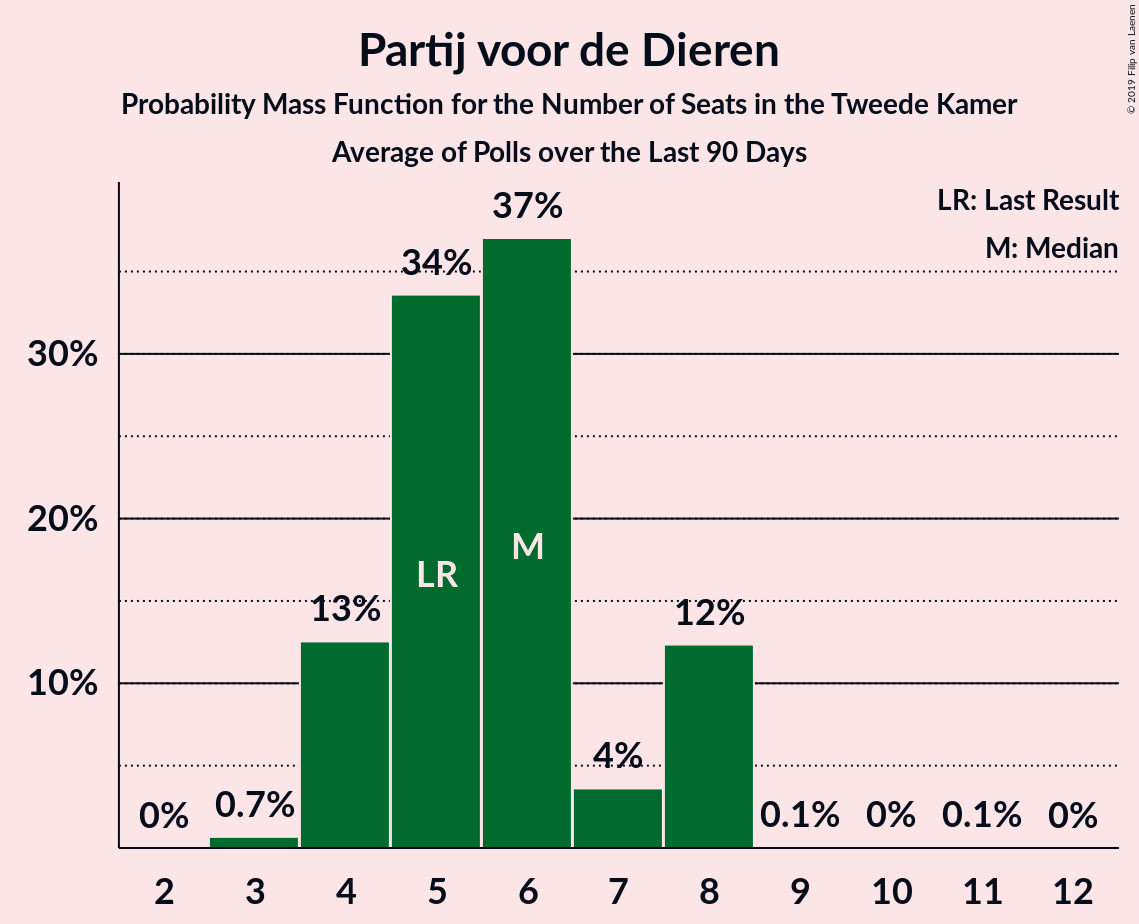 Partij voor de Dieren
Probability Mass Function for the Number of Seats in the Tweede Kamer
Average of Polls over the Last 90 Days
© 2019 Filip van Laenen
LR: Last Result
M: Median
37%
34%
30%
M
20%
LR
13%
12%
10%
4%
0%
0.7%
0.1%
0%
0.1%
0%
2 3 4 5 6 7 8 9 10 11 12